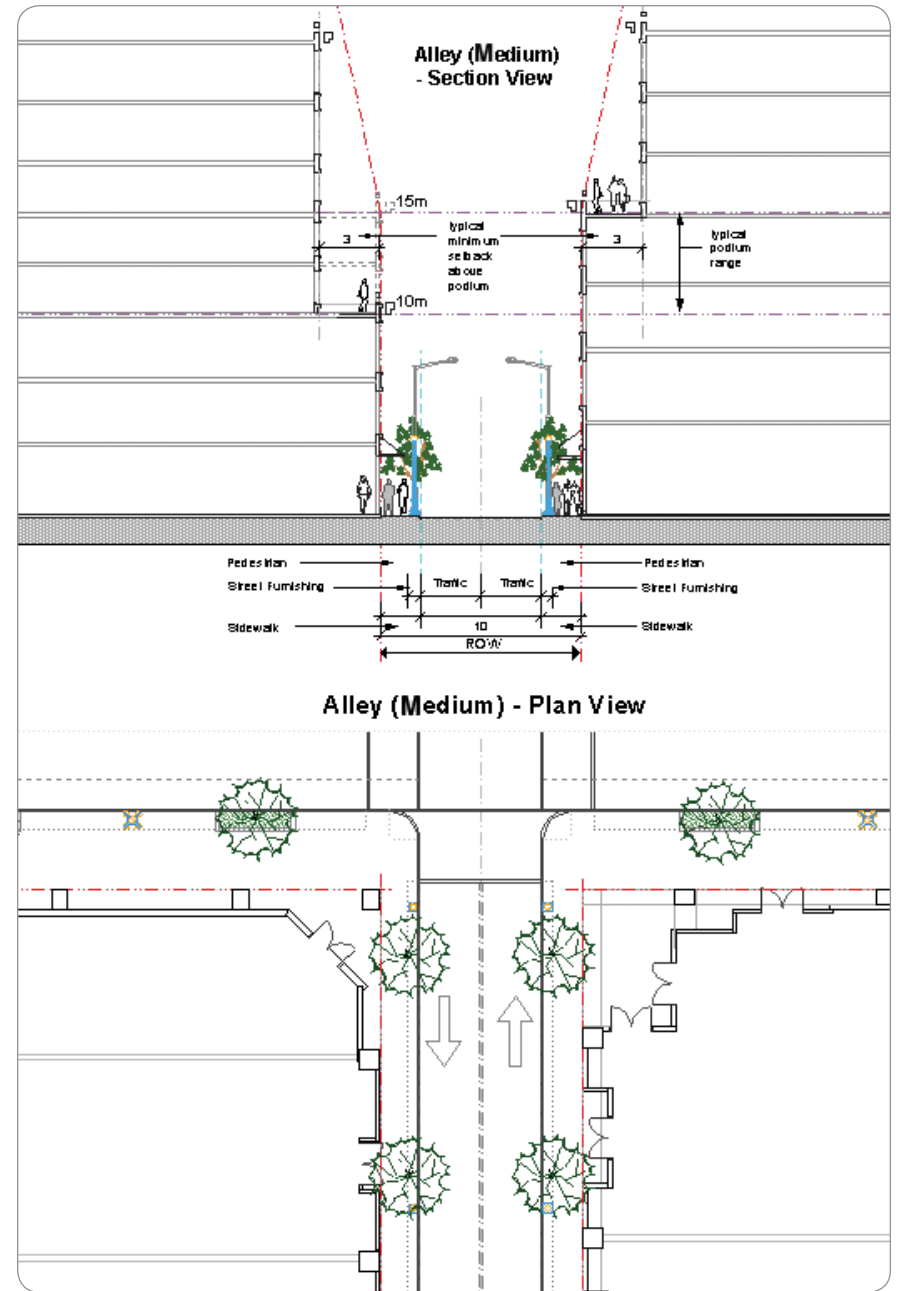 Alley (Medium)
- Section View
15m
typical
minimum
setback
above
podium
3
3
typical
podium
range
10m
Pedestrian
Pedestrian
Street Furnishing
Traffic
Traffic
Street Furnishing
Sidewalk
10
Sidewalk
ROW
Alley (Medium) - Plan View